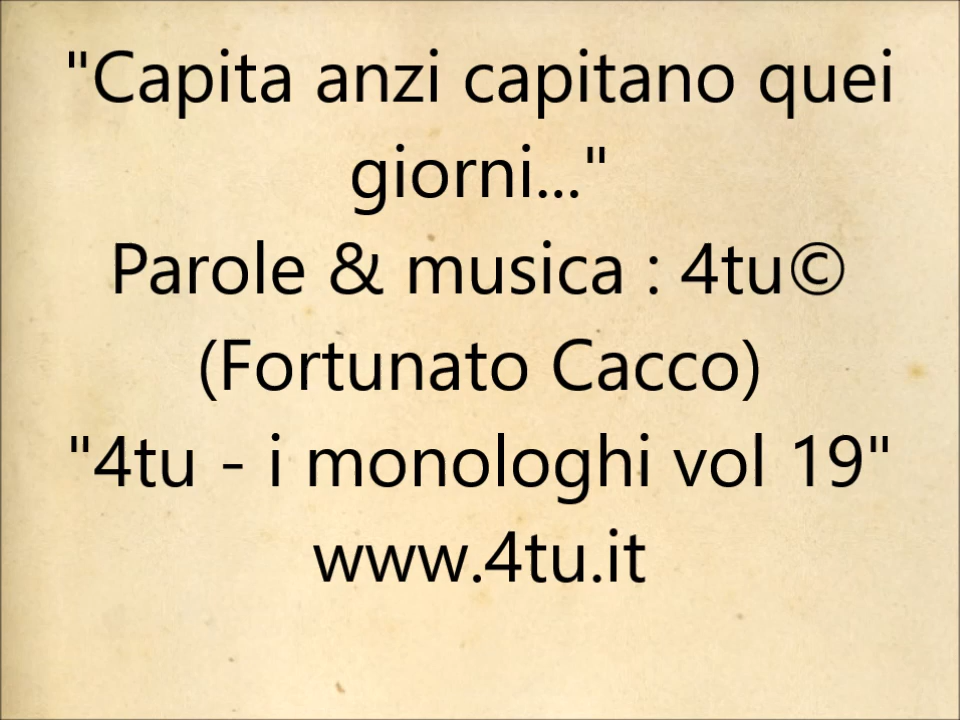 "Capita anzi capitano quei
giorni..."
Parole & musica : 4tu©
(Fortunato Cacco)
"4tu - i monologhi vol 19"
www.4tu.it